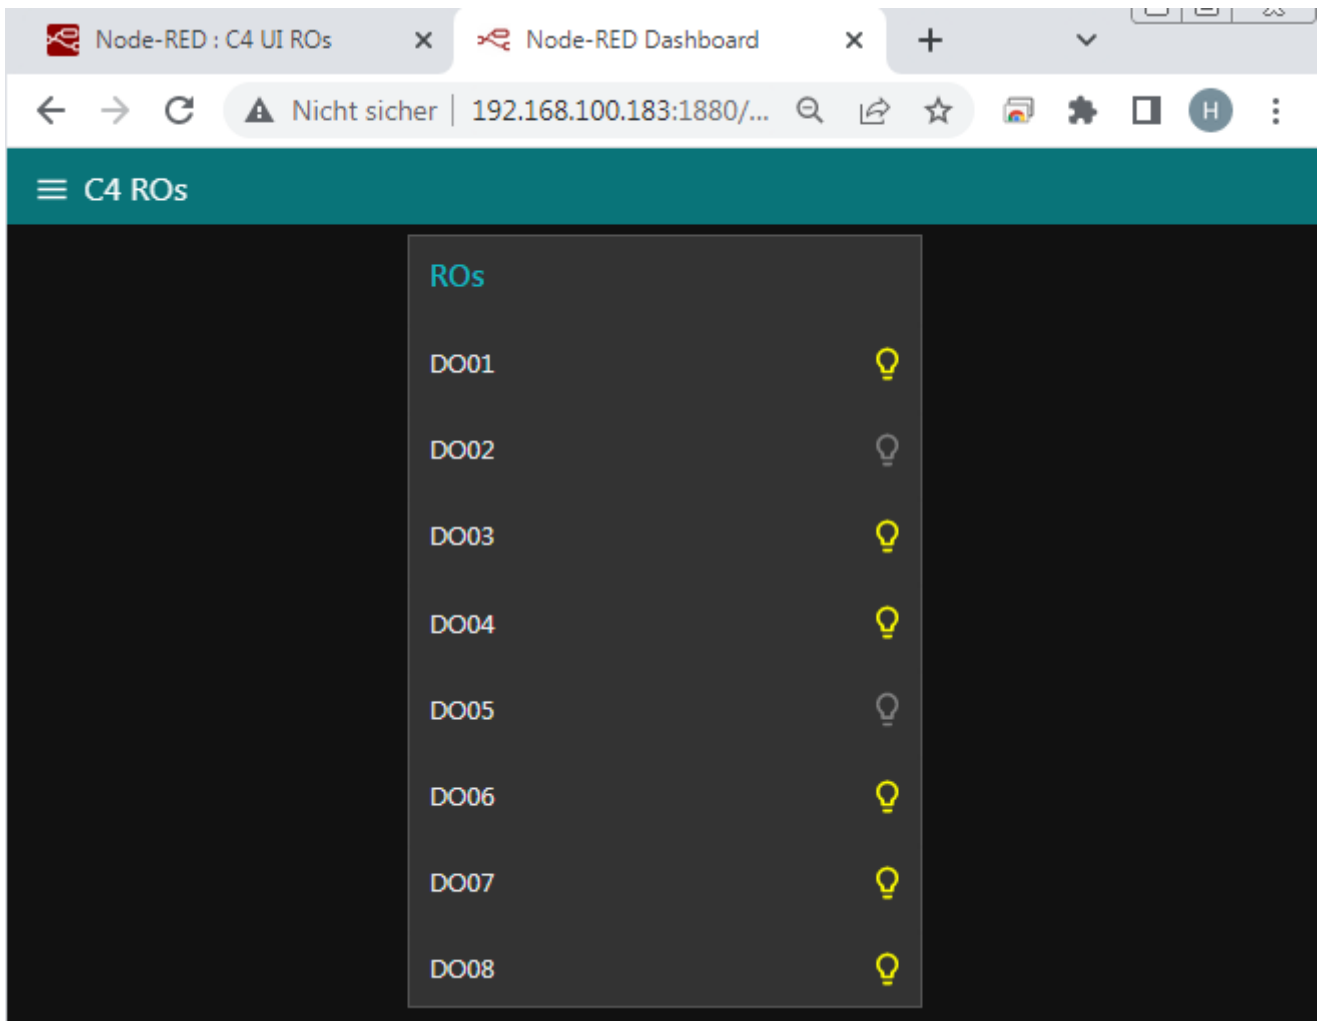 Node-RED : C4 UI ROs
Node-RED Dashboard
Nicht sicher | 192.168.100.183:1880/...
H
C4 ROs
ROs
DO01
DO02
DO03
DO04
DO05
DO06
DO07
DO08